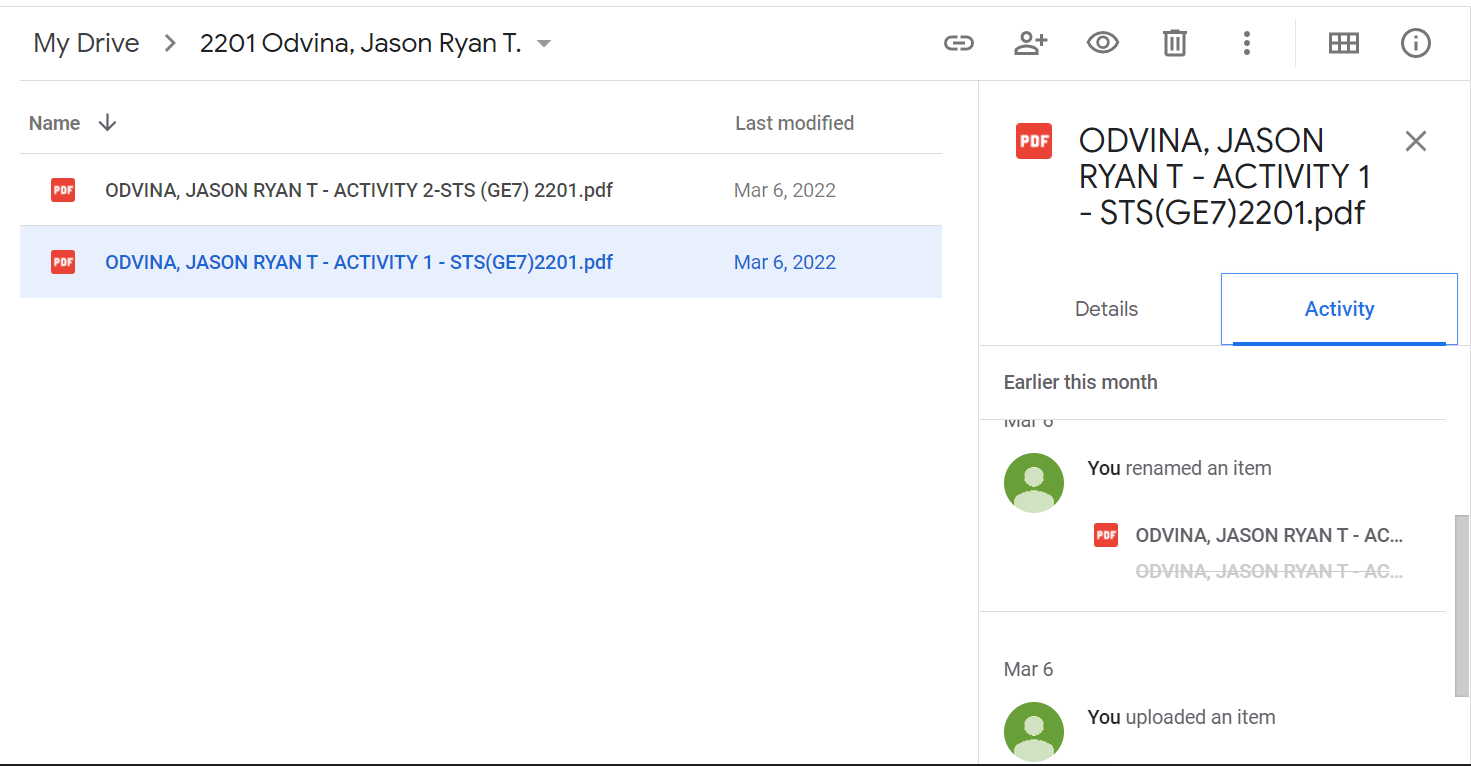 My Drive > 2201 Odvina, Jason Ryan T.
Name
Last modified
PDF ODVINA, JASON RYAN T - ACTIVITY 2-STS (GE7) 2201.pdf Mar 6, 2022
PDF ODVINA, JASON RYAN T - ACTIVITY 1 - STS(GE7)2201.pdf Mar 6, 2022
PDF ODVINA, JASON
RYAN T - ACTIVITY 1
- STS(GE7)2201.pdf
Details
Activity
Earlier this month
Mar 6
You renamed an item
PDF ODVINA, JASON RYAN T - AC...
ODVINA, JASON RYAN T - AC...
Mar 6
You uploaded an item